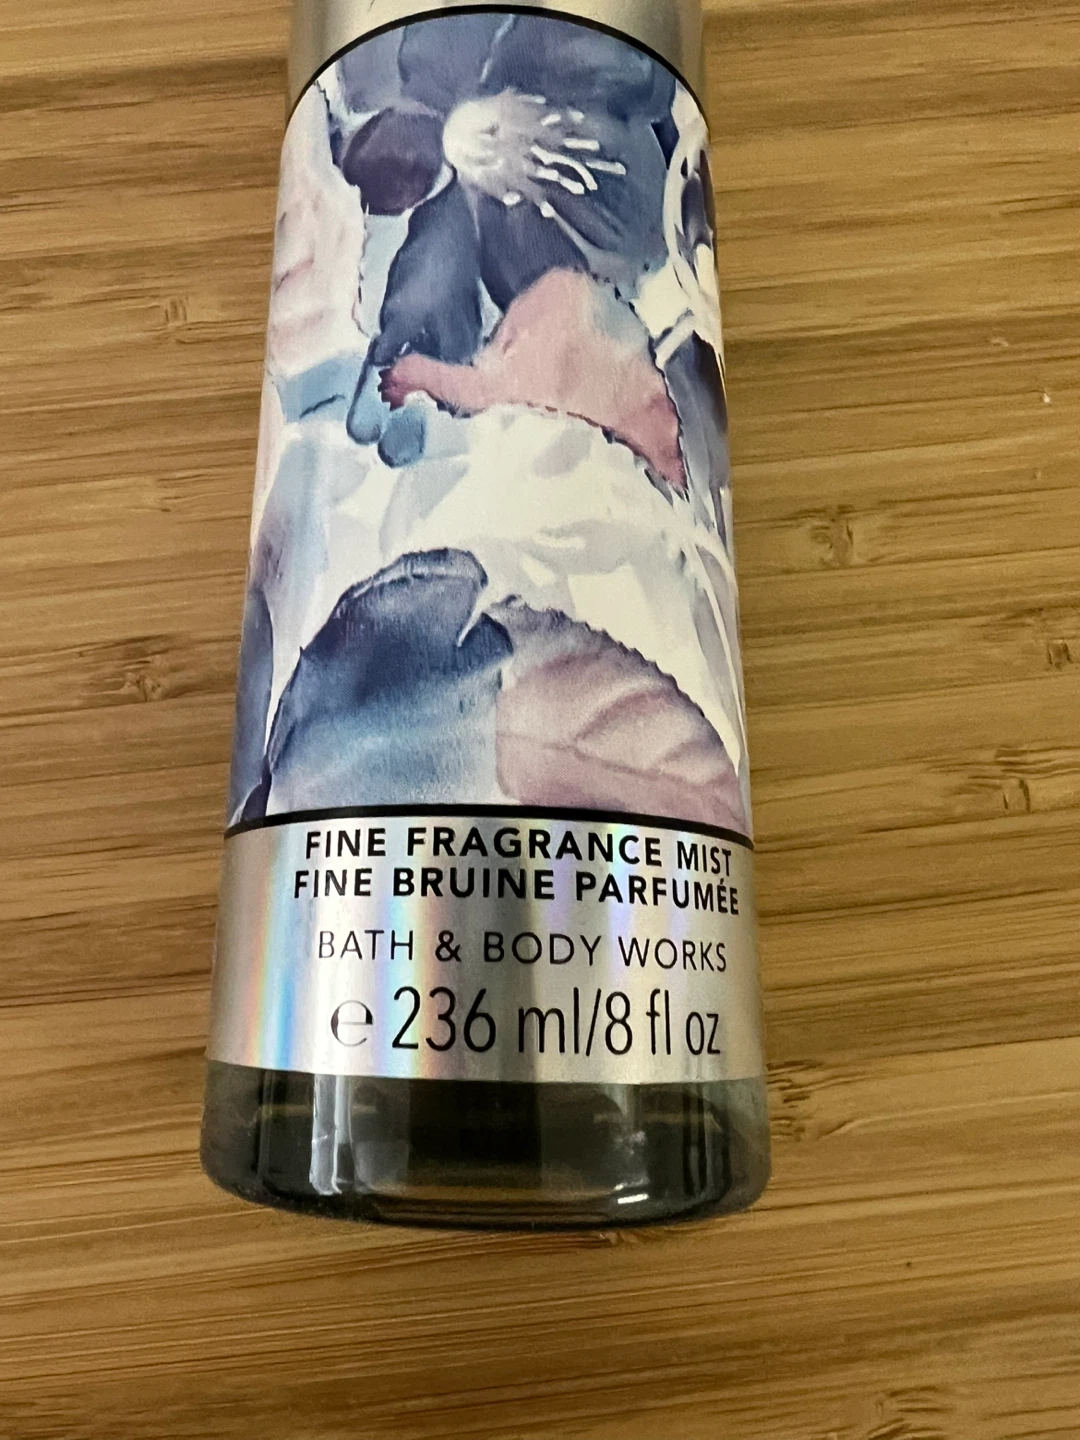 FINE FRAGRANCE MIST
FINE BRUINE PARFUMÉE
BATH & BODY WORKS
℮ 236 ml/8 fl oz